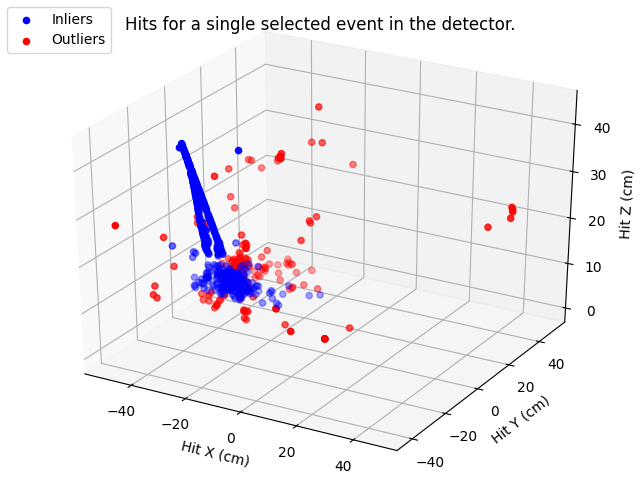 Hits for a single selected event in the detector.
Inliers
Outliers
40
30
20
10
0
Hit Z (cm)
−40
−20
0
20
40
Hit X (cm)
40
20
0
−20
−40
Hit Y (cm)